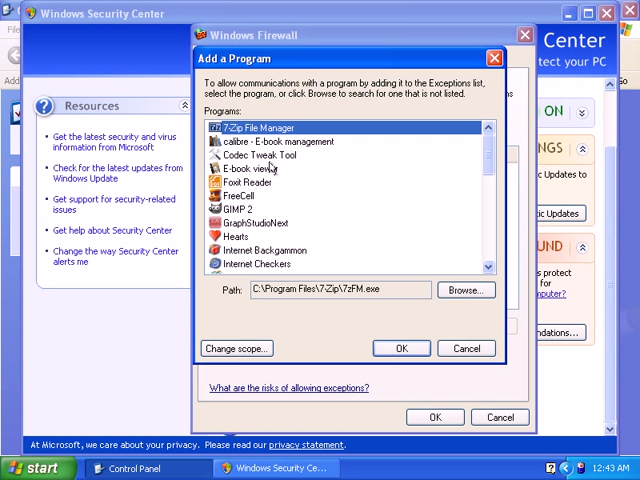 Windows Security Center
Windows Firewall
Add a Program
To allow communications with a program by adding it to the Exceptions list,
select the program, or click Browse to search for one that is not listed.
Programs:
7-Zip File Manager
calibre - E-book management
Codec Tweak Tool
E-book viewer
Foxit Reader
FreeCell
GIMP 2
GraphStudioNext
Hearts
Internet Backgammon
Internet Checkers
Path: C:\Program Files\7-Zip\7zFM.exe
Browse...
Change scope...
OK
Cancel
What are the risks of allowing exceptions?
OK
Cancel
Resources
Get the latest security and virus
information from Microsoft
Check for the latest updates from
Windows Update
Get support for security-related
issues
Get help about Security Center
Change the way Security Center
alerts me
Center
tect your PC
ON
NGS
Updates to
tic Updates
UND
s protect
for
mputer?
ndations...
At Microsoft, we care about your privacy. Please read our privacy statement.
start
Control Panel
Windows Security Ce...
12:43 AM